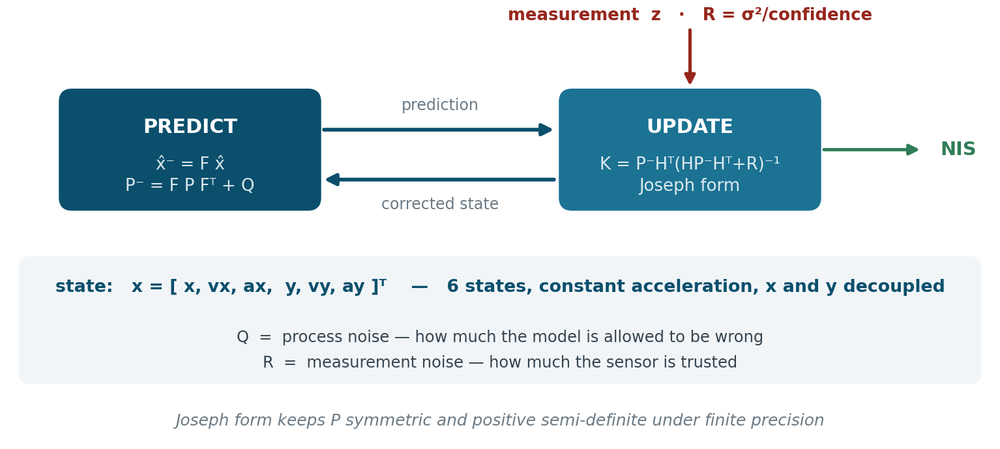 measurement  z   ·   R = σ²/confidence
prediction
PREDICT
UPDATE
x̂⁻ = F x̂
P⁻ = F P Fᵀ + Q
K = P⁻Hᵀ(HP⁻Hᵀ+R)⁻¹
Joseph form
NIS
corrected state
state:   x = [ x, vx, ax,  y, vy, ay ]ᵀ    —   6 states, constant acceleration, x and y decoupled
Q  =  process noise — how much the model is allowed to be wrong
R  =  measurement noise — how much the sensor is trusted
Joseph form keeps P symmetric and positive semi-definite under finite precision